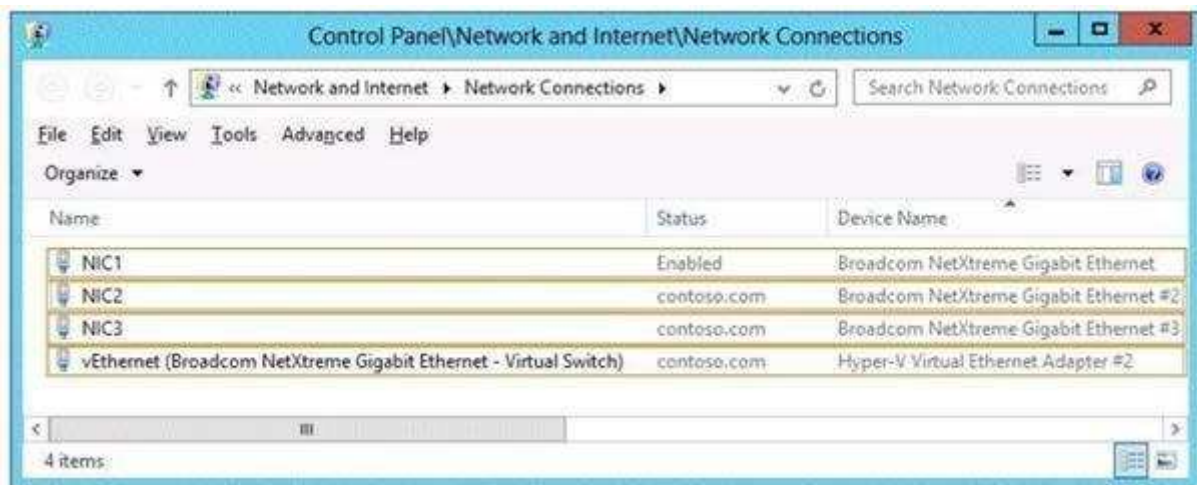 Control Panel\Network and Internet\Network Connections
« Network and Internet ▸ Network Connections ▸ Search Network Connections
File Edit View Tools Advanced Help
Organize
Name Status Device Name
NIC1 Enabled Broadcom NetXtreme Gigabit Ethernet
NIC2 contoso.com Broadcom NetXtreme Gigabit Ethernet #2
NIC3 contoso.com Broadcom NetXtreme Gigabit Ethernet #3
vEthernet (Broadcom NetXtreme Gigabit Ethernet - Virtual Switch) contoso.com Hyper-V Virtual Ethernet Adapter #2
4 items